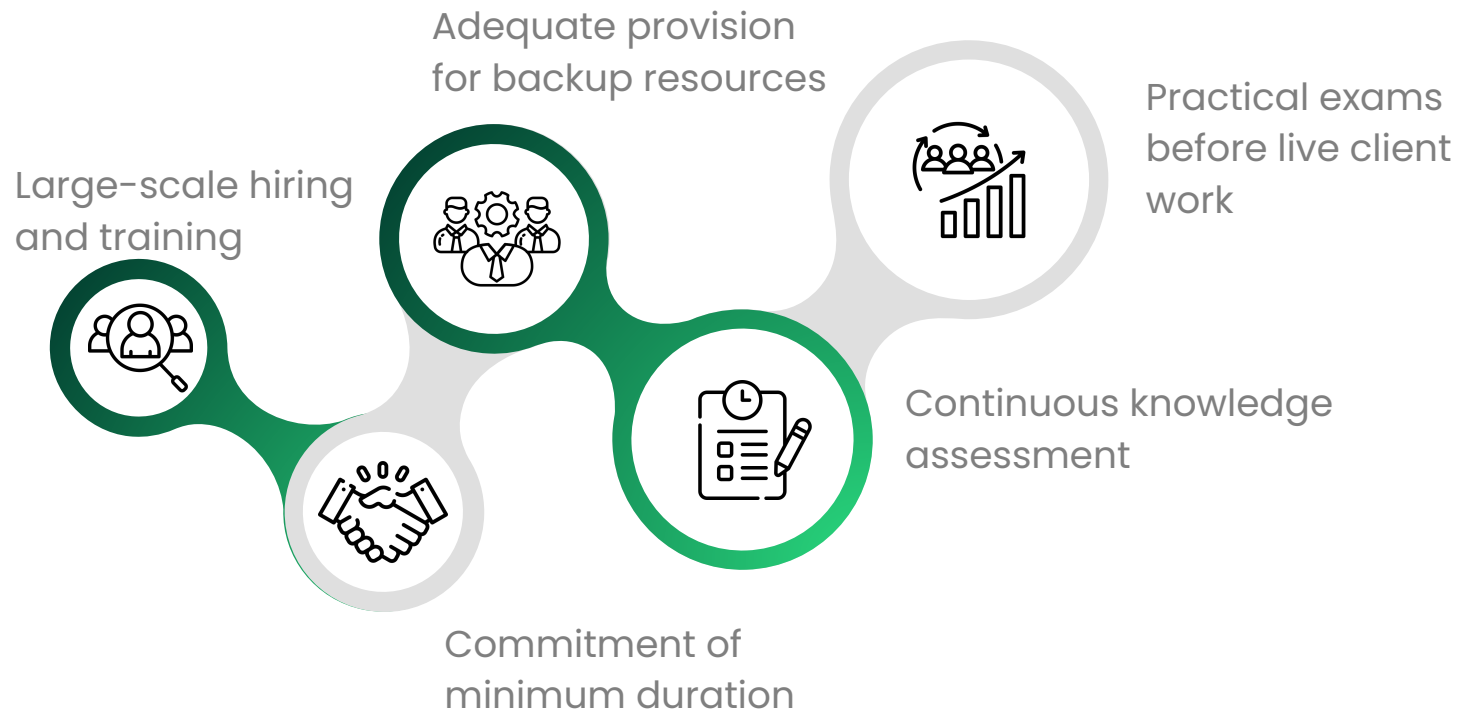 Large-scale hiring
and training
Commitment of
minimum duration
Adequate provision
for backup resources
Continuous knowledge
assessment
Practical exams
before live client
work